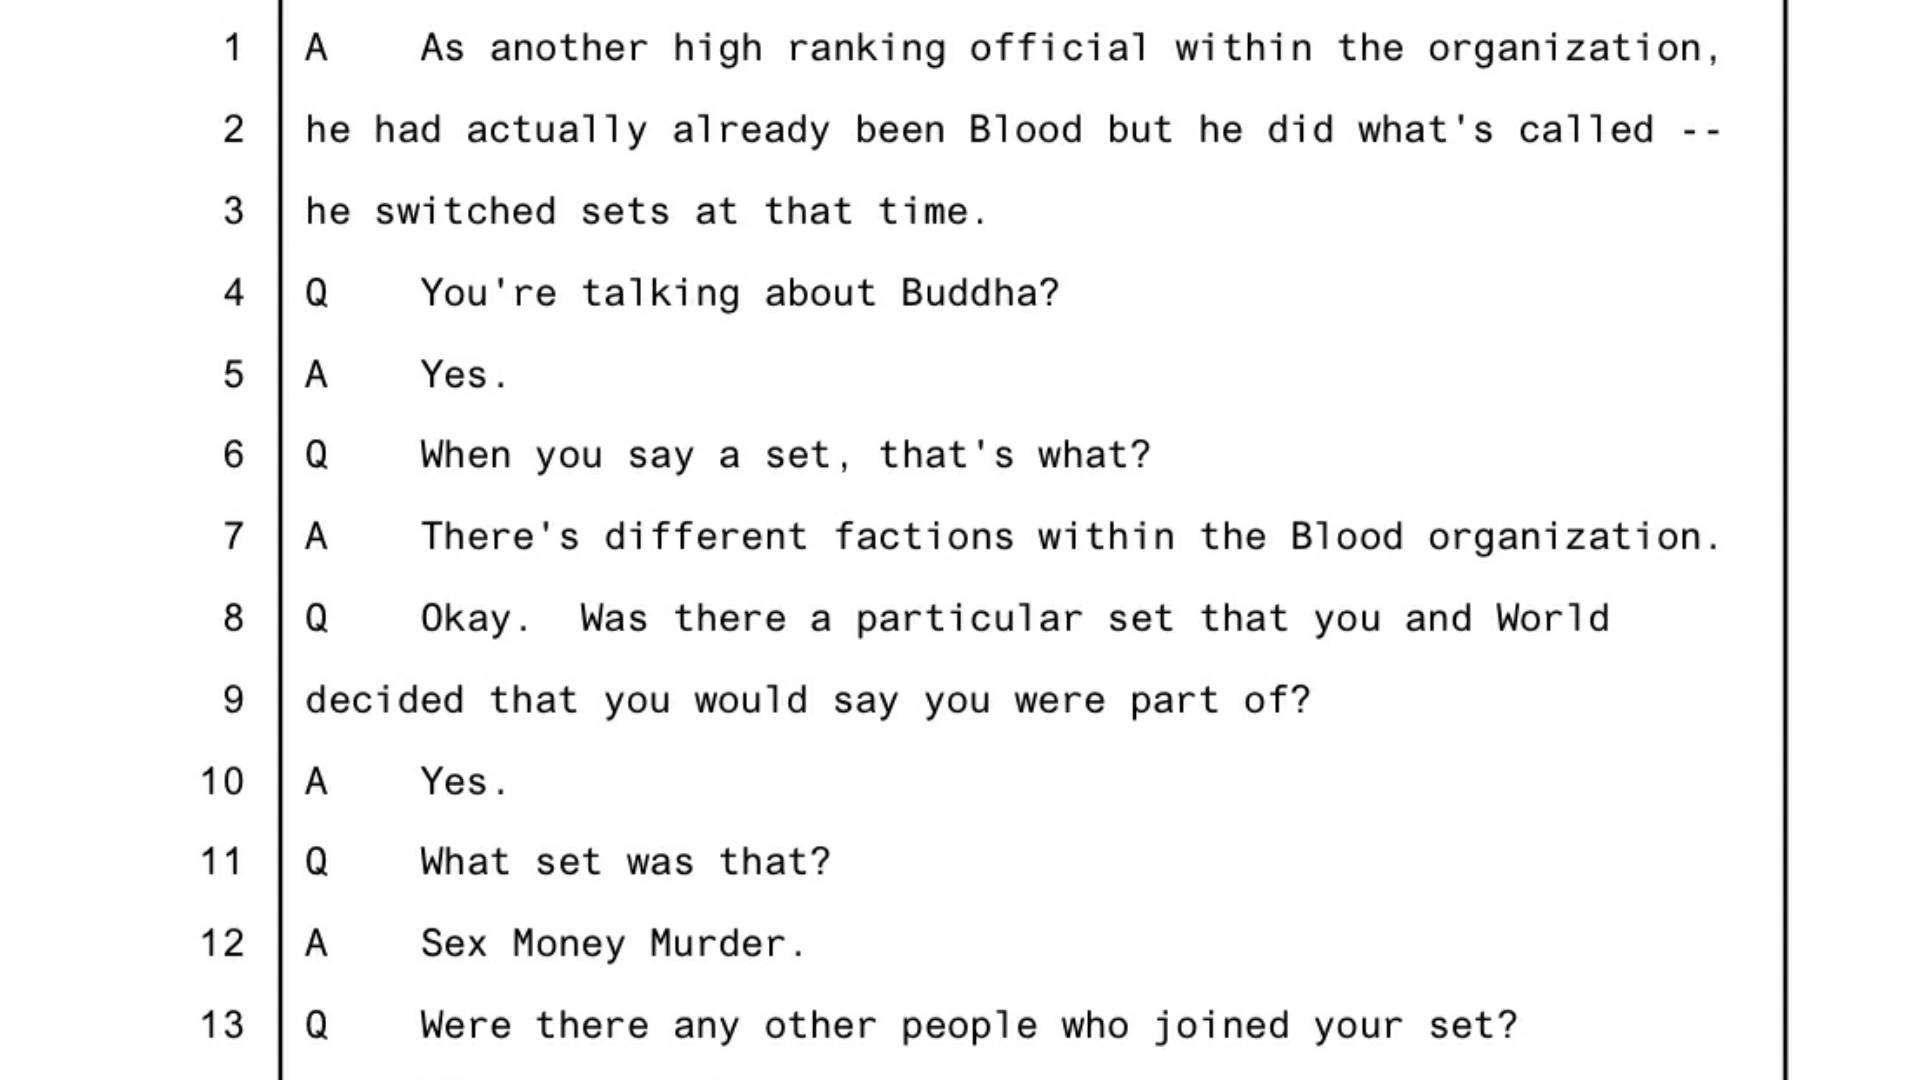 1 A As another high ranking official within the organization,
2 he had actually already been Blood but he did what's called --
3 he switched sets at that time.
4 Q You're talking about Buddha?
5 A Yes.
6 Q When you say a set, that's what?
7 A There's different factions within the Blood organization.
8 Q Okay.  Was there a particular set that you and World
9 decided that you would say you were part of?
10 A Yes.
11 Q What set was that?
12 A Sex Money Murder.
13 Q Were there any other people who joined your set?